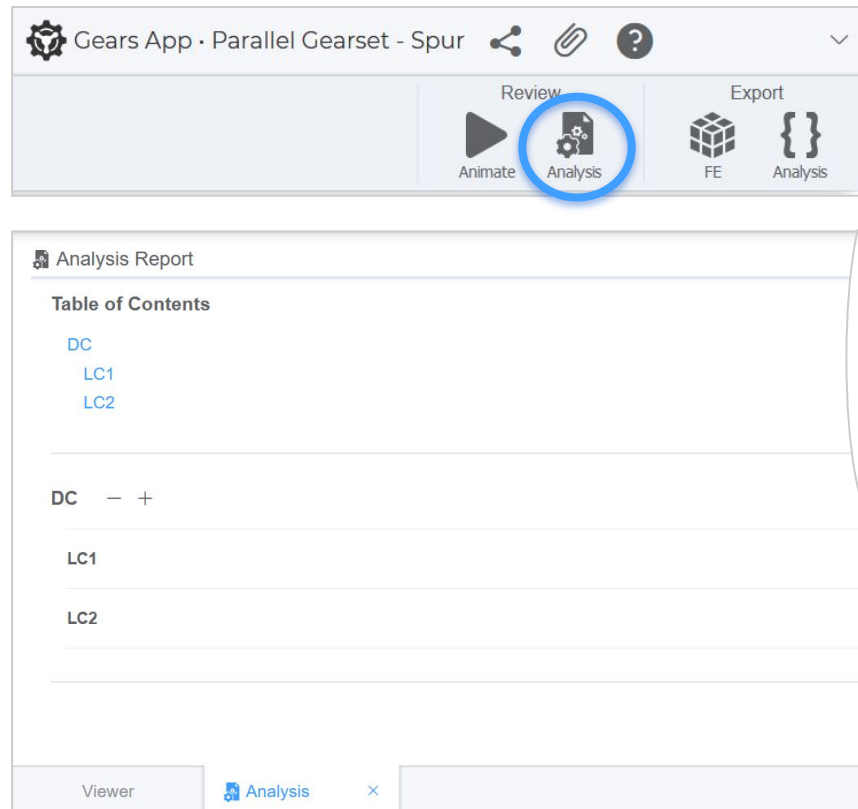 Gears App · Parallel Gearset - Spur ?
Review Export
Animate Analysis FE { } Analysis
Analysis Report
Table of Contents
DC
LC1
LC2
DC − +
LC1
LC2
Viewer Analysis ×